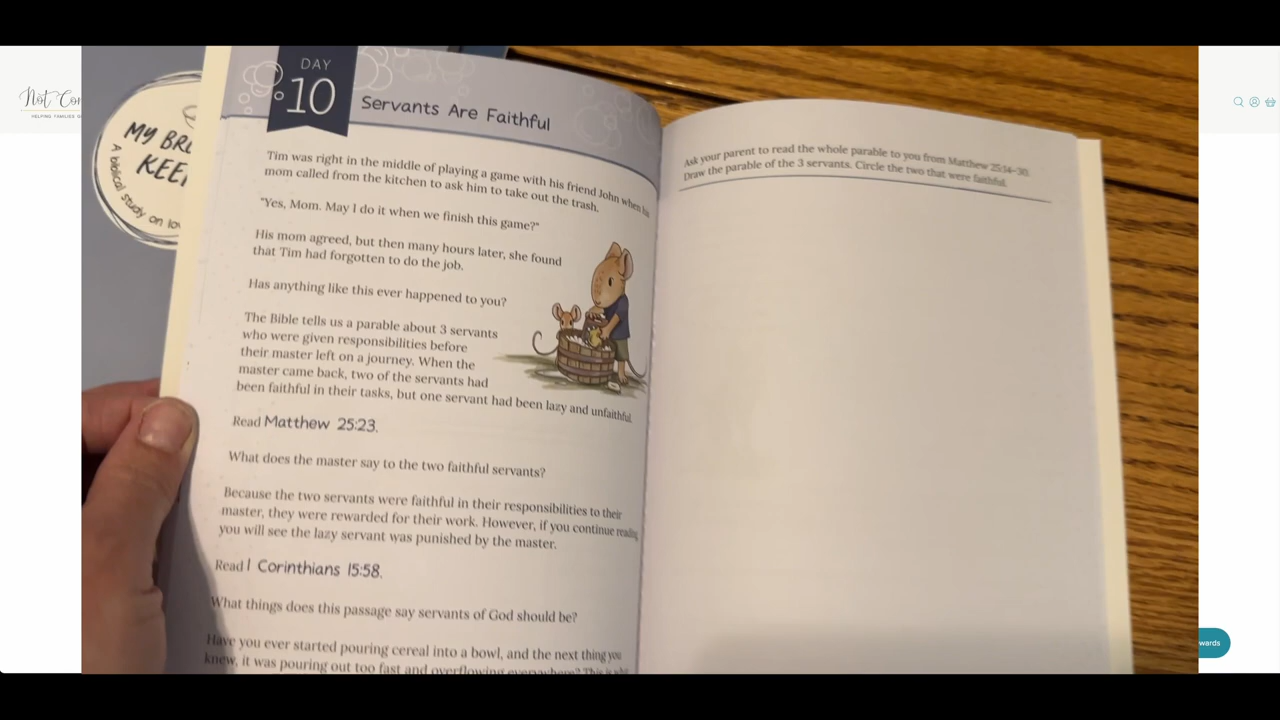 Not Con
HELPING FAMILIES
MY BR
KEE
A biblical study on lo
DAY
10
Servants Are Faithful
Tim was right in the middle of playing a game with his friend John when his
mom called from the kitchen to ask him to take out the trash.
"Yes, Mom. May I do it when we finish this game?"
His mom agreed, but then many hours later, she found
that Tim had forgotten to do the job.
Has anything like this ever happened to you?
The Bible tells us a parable about 3 servants
who were given responsibilities before
their master left on a journey. When the
master came back, two of the servants had
been faithful in their tasks, but one servant had been lazy and unfaithful.
Read Matthew 25:23.
What does the master say to the two faithful servants?
Because the two servants were faithful in their responsibilities to their
master, they were rewarded for their work. However, if you continue reading,
you will see the lazy servant was punished by the master.
Read 1 Corinthians 15:58.
What things does this passage say servants of God should be?
Have you ever started pouring cereal into a bowl, and the next thing you
knew, it was pouring out too fast and overflowing everywhere? This is
Ask your parent to read the whole parable to you from Matthew 25:14-30.
Draw the parable of the 3 servants. Circle the two that were faithful.
wards